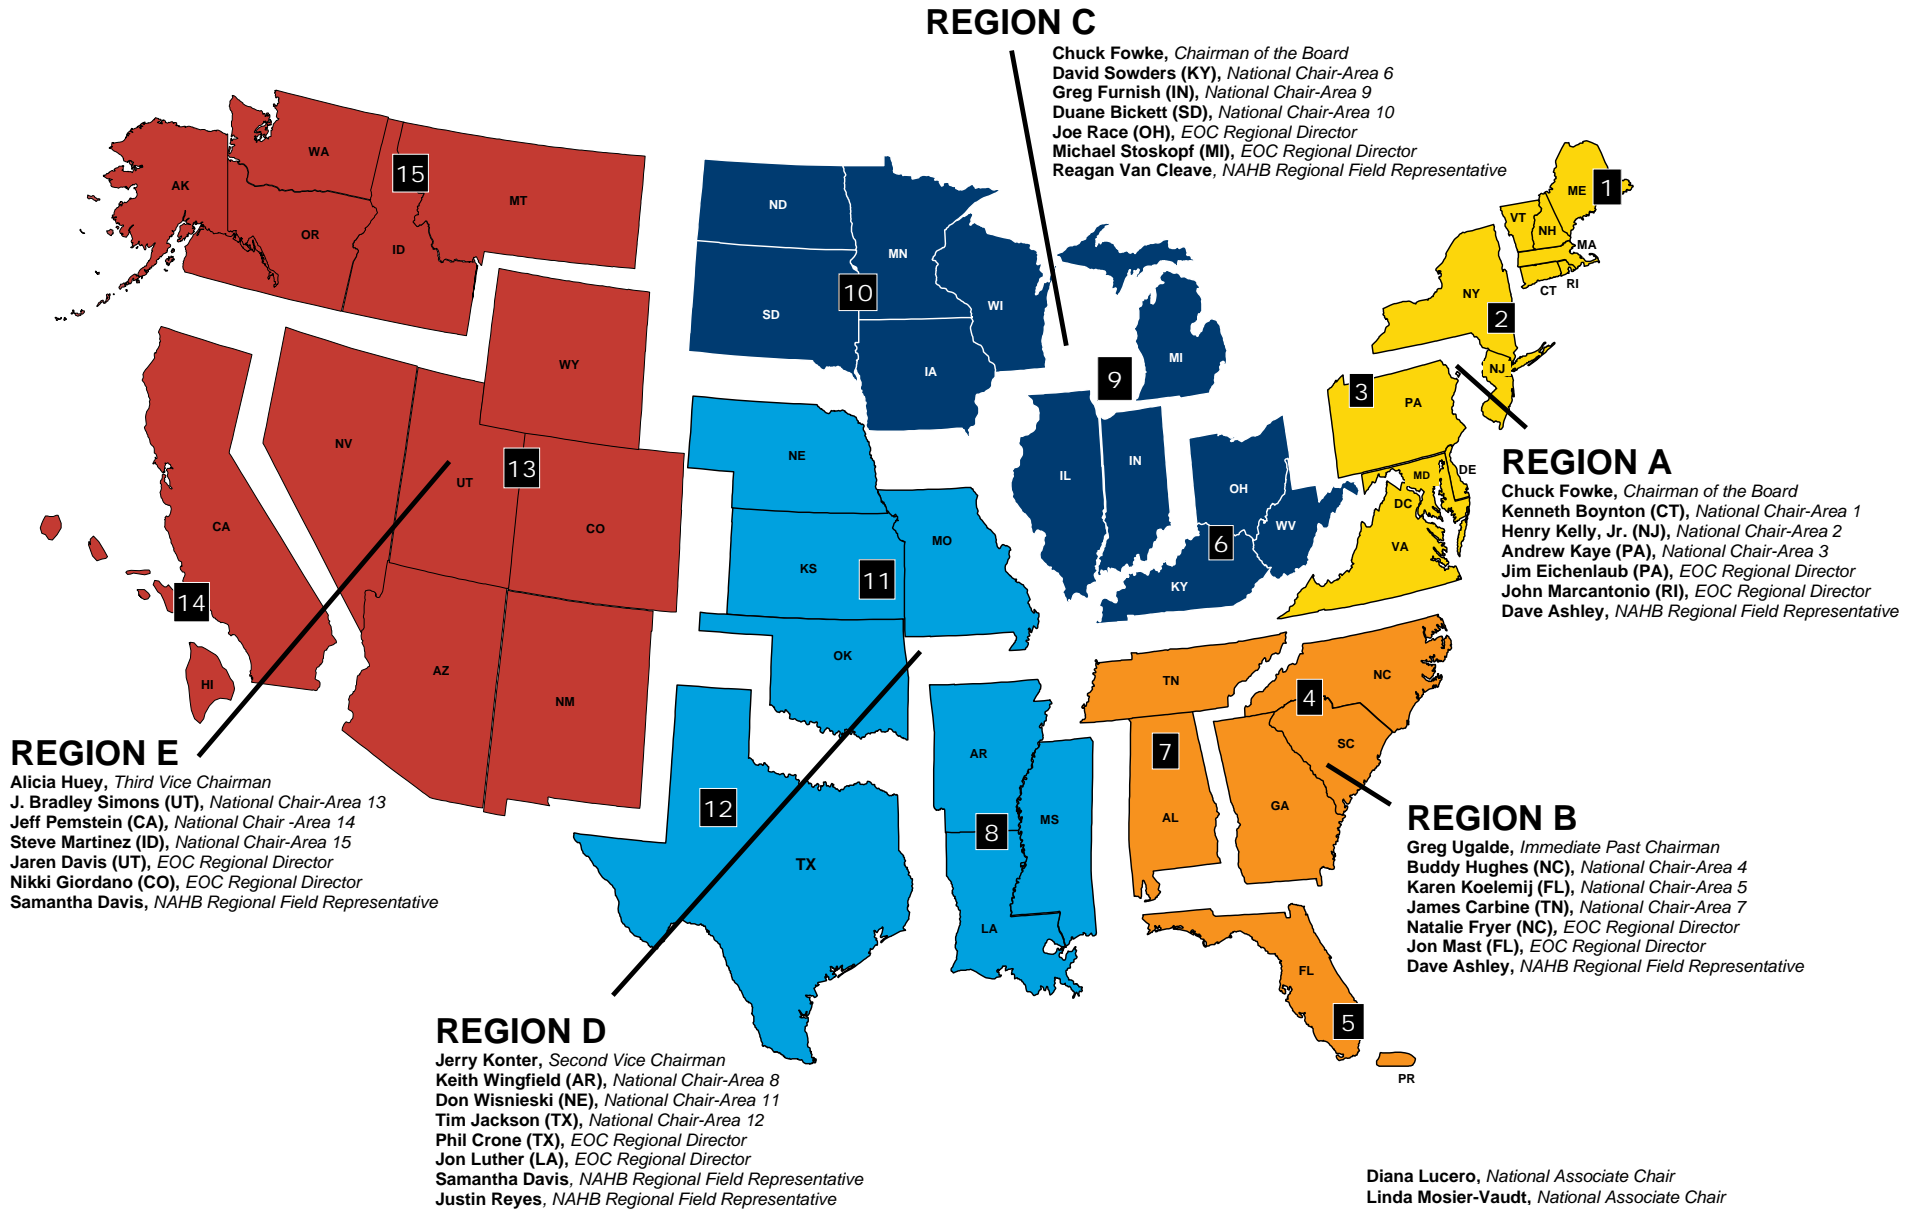 REGION C
Chuck Fowke, Chairman of the Board
David Sowders (KY), National Chair-Area 6
Greg Furnish (IN), National Chair-Area 9
Duane Bickett (SD), National Chair-Area 10
Joe Race (OH), EOC Regional Director
Michael Stoskopf (MI), EOC Regional Director
Reagan Van Cleave, NAHB Regional Field Representative
WA
15
AK
MT
OR
ID
WY
ND
MN
10
SD
WI
IA
9
MI
ME
1
VT
NH
MA
NY
CT
RI
2
NJ
3
PA
MD
DE
DC
VA
NV
13
UT
CA
CO
14
HI
AZ
NM
NE
MO
KS
11
OK
IL
IN
OH
WV
6
KY
REGION A
Chuck Fowke, Chairman of the Board
Kenneth Boynton (CT), National Chair-Area 1
Henry Kelly, Jr. (NJ), National Chair-Area 2
Andrew Kaye (PA), National Chair-Area 3
Jim Eichenlaub (PA), EOC Regional Director
John Marcantonio (RI), EOC Regional Director
Dave Ashley, NAHB Regional Field Representative
TN
NC
4
SC
7
AL
GA
AR
MS
8
LA
12
TX
FL
5
PR
REGION E
Alicia Huey, Third Vice Chairman
J. Bradley Simons (UT), National Chair-Area 13
Jeff Pemstein (CA), National Chair -Area 14
Steve Martinez (ID), National Chair-Area 15
Jaren Davis (UT), EOC Regional Director
Nikki Giordano (CO), EOC Regional Director
Samantha Davis, NAHB Regional Field Representative
REGION B
Greg Ugalde, Immediate Past Chairman
Buddy Hughes (NC), National Chair-Area 4
Karen Koelemij (FL), National Chair-Area 5
James Carbine (TN), National Chair-Area 7
Natalie Fryer (NC), EOC Regional Director
Jon Mast (FL), EOC Regional Director
Dave Ashley, NAHB Regional Field Representative
REGION D
Jerry Konter, Second Vice Chairman
Keith Wingfield (AR), National Chair-Area 8
Don Wisnieski (NE), National Chair-Area 11
Tim Jackson (TX), National Chair-Area 12
Phil Crone (TX), EOC Regional Director
Jon Luther (LA), EOC Regional Director
Samantha Davis, NAHB Regional Field Representative
Justin Reyes, NAHB Regional Field Representative
Diana Lucero, National Associate Chair
Linda Mosier-Vaudt, National Associate Chair